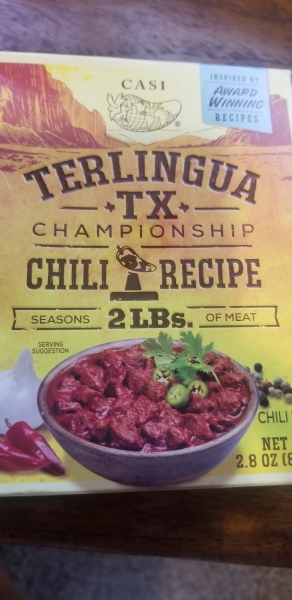 CASI
®
INSPIRED BY
AWARD
WINNING
RECIPES
TERLINGUA
TX
CHAMPIONSHIP
CHILI RECIPE
SEASONS 2 LBs. OF MEAT
SERVING
SUGGESTION
CHILI
NET
2.8 OZ (8